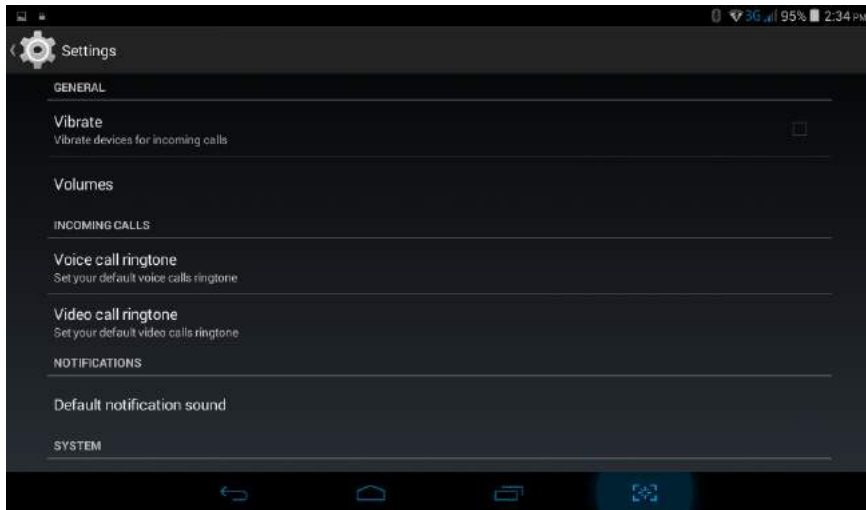 3G 95% 2:34 PM
Settings
GENERAL
Vibrate
Vibrate devices for incoming calls
Volumes
INCOMING CALLS
Voice call ringtone
Set your default voice calls ringtone
Video call ringtone
Set your default video calls ringtone
NOTIFICATIONS
Default notification sound
SYSTEM